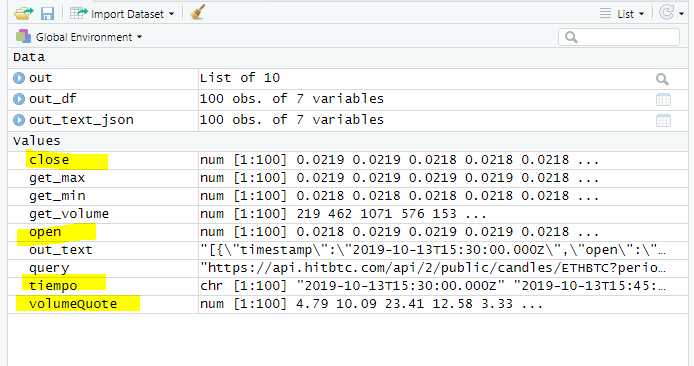 Import Dataset List
Global Environment
Data
out List of 10
out_df 100 obs. of 7 variables
out_text_json 100 obs. of 7 variables
Values
close num [1:100] 0.0219 0.0219 0.0218 0.0218 0.0218 ...
get_max num [1:100] 0.0219 0.0219 0.0219 0.0218 0.0218 ...
get_min num [1:100] 0.0218 0.0219 0.0218 0.0218 0.0218 ...
get_volume num [1:100] 219 462 1071 576 153 ...
open num [1:100] 0.0218 0.0219 0.0219 0.0218 0.0218 ...
out_text "[{\"timestamp\":\"2019-10-13T15:30:00.000Z\",\"open\":\"…
query "https://api.hitbtc.com/api/2/public/candles/ETHBTC?perio…
tiempo chr [1:100] "2019-10-13T15:30:00.000Z" "2019-10-13T15:45:…
volumeQuote num [1:100] 4.79 10.09 23.41 12.58 3.33 ...